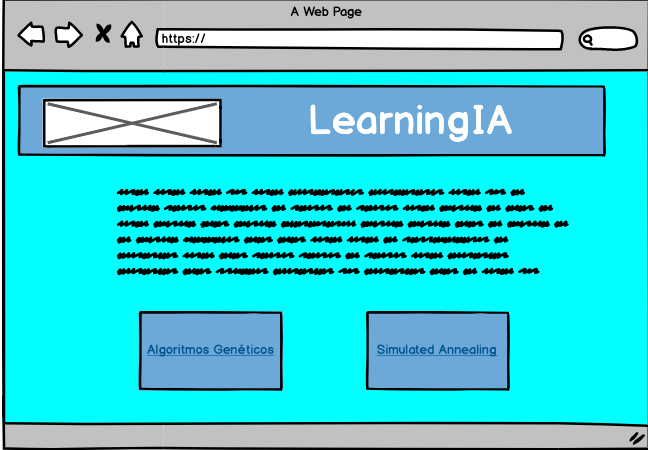 A Web Page
https://
LearningIA
Algoritmos Genéticos
Simulated Annealing